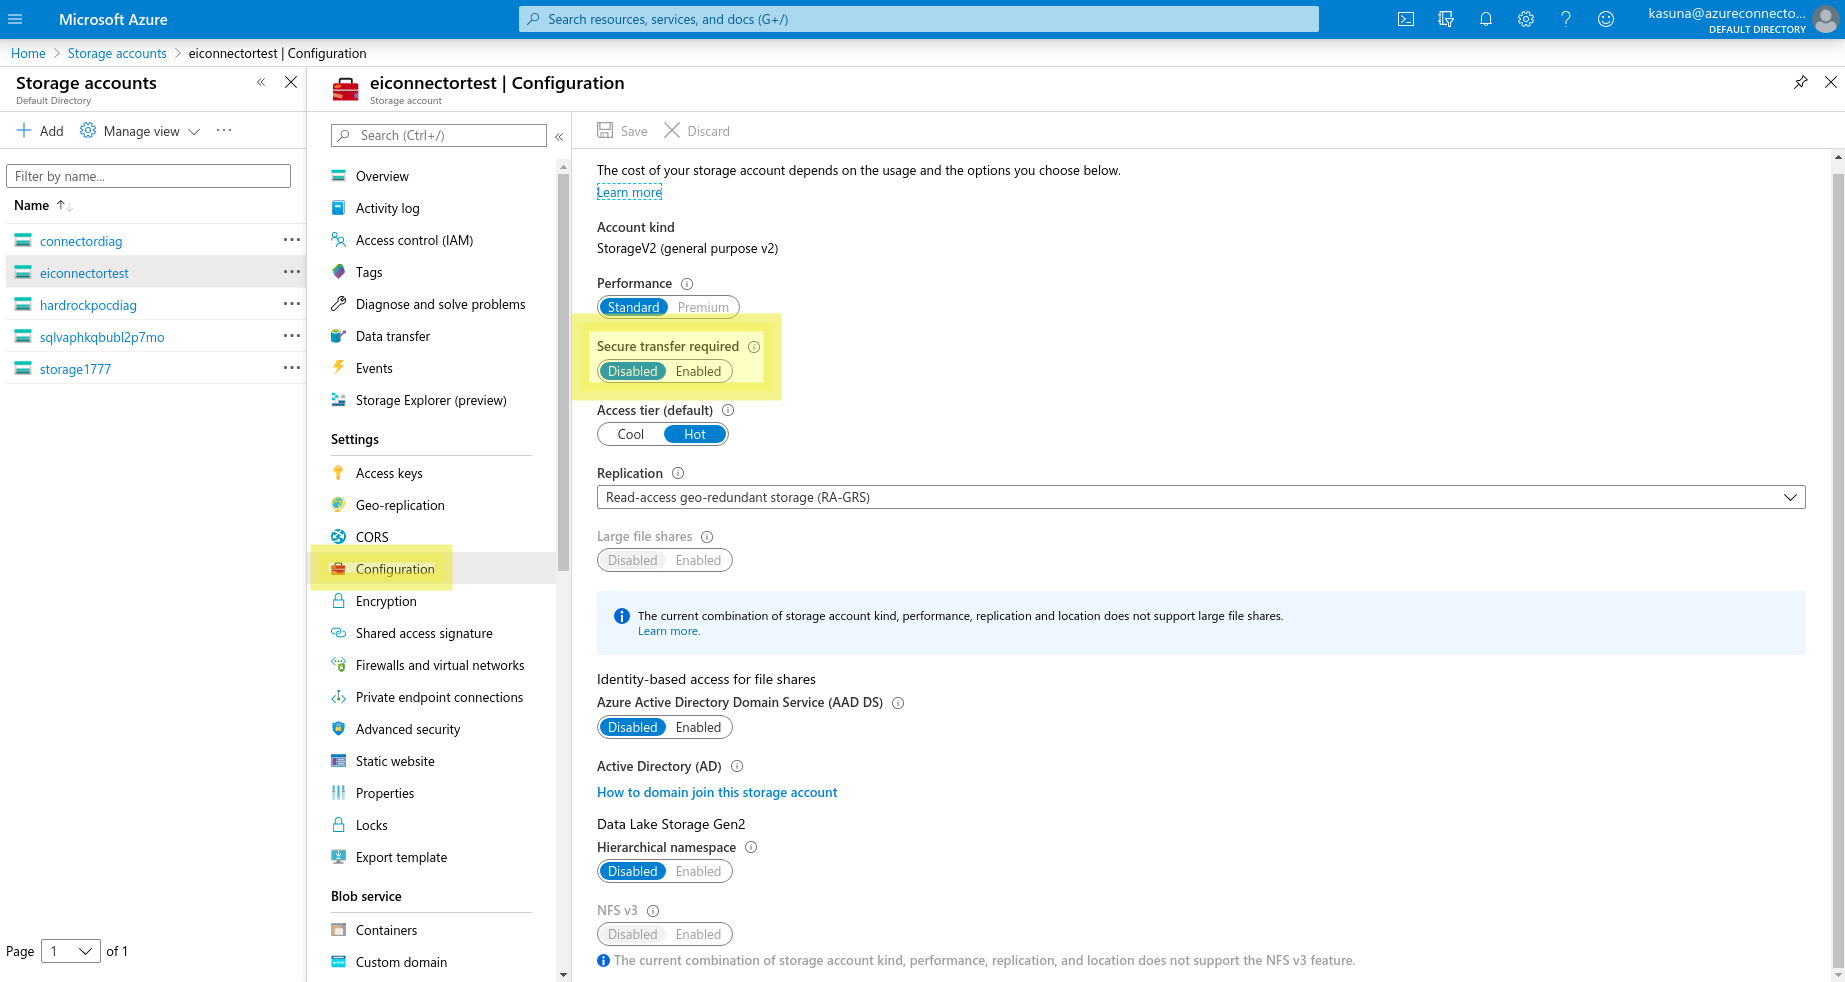 Microsoft Azure
Search resources, services, and docs (G+/)
kasuna@azureconnecto...
DEFAULT DIRECTORY
Home > Storage accounts > eiconnectortest | Configuration
Storage accounts
Default Directory
Add
Manage view
Filter by name...
Name
connectordiag
eiconnectortest
hardrockpocdiag
sqlvaphkqbubl2p7mo
storage1777
Page 1 of 1
eiconnectortest | Configuration
Storage account
Search (Ctrl+/)
Overview
Activity log
Access control (IAM)
Tags
Diagnose and solve problems
Data transfer
Events
Storage Explorer (preview)
Settings
Access keys
Geo-replication
CORS
Configuration
Encryption
Shared access signature
Firewalls and virtual networks
Private endpoint connections
Advanced security
Static website
Properties
Locks
Export template
Blob service
Containers
Custom domain
Save Discard
The cost of your storage account depends on the usage and the options you choose below.
Learn more
Account kind
StorageV2 (general purpose v2)
Performance
Standard Premium
Secure transfer required
Disabled Enabled
Access tier (default)
Cool Hot
Replication
Read-access geo-redundant storage (RA-GRS)
Large file shares
Disabled Enabled
The current combination of storage account kind, performance, replication and location does not support large file shares.
Learn more.
Identity-based access for file shares
Azure Active Directory Domain Service (AAD DS)
Disabled Enabled
Active Directory (AD)
How to domain join this storage account
Data Lake Storage Gen2
Hierarchical namespace
Disabled Enabled
NFS v3
Disabled Enabled
The current combination of storage account kind, performance, replication, and location does not support the NFS v3 feature.